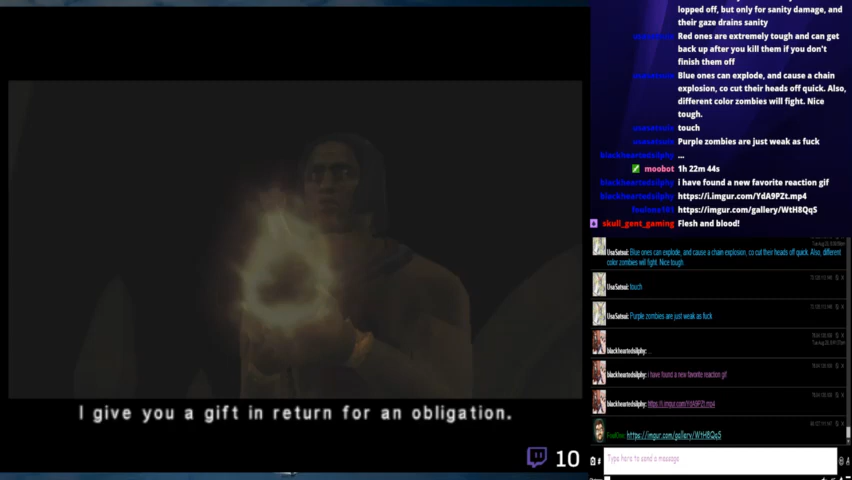 lopped off, but only for sanity damage, and
their gaze drains sanity
Red ones are extremely tough and can get
back up after you kill them if you don't
finish them off
Blue ones can explode, and cause a chain
explosion, co cut their heads off quick. Also,
different color zombies will fight. Nice
tough.
usasatsuie touch
Purple zombies are just weak as fuck
blackheartedsilphy ...
moobot 1h 22m 44s
blackheartedsilphy i have found a new favorite reaction gif
blackheartedsilphy https://i.imgur.com/YdA9PZt.mp4
https://imgur.com/gallery/WtH8Qq5
skull_gent_gaming Flesh and blood!
UsaSatsui: Blue ones can explode, and cause a chain explosion, co cut their heads off quick. Also, different
color zombies will fight. Nice tough.
UsaSatsui: touch
UsaSatsui: Purple zombies are just weak as fuck
blackheartedsilphy: ...
blackheartedsilphy: i have found a new favorite reaction gif
blackheartedsilphy: https://i.imgur.com/YdA9PZt.mp4
https://imgur.com/gallery/WtH8Qq5
Type here to send a message
I give you a gift in return for an obligation.
10